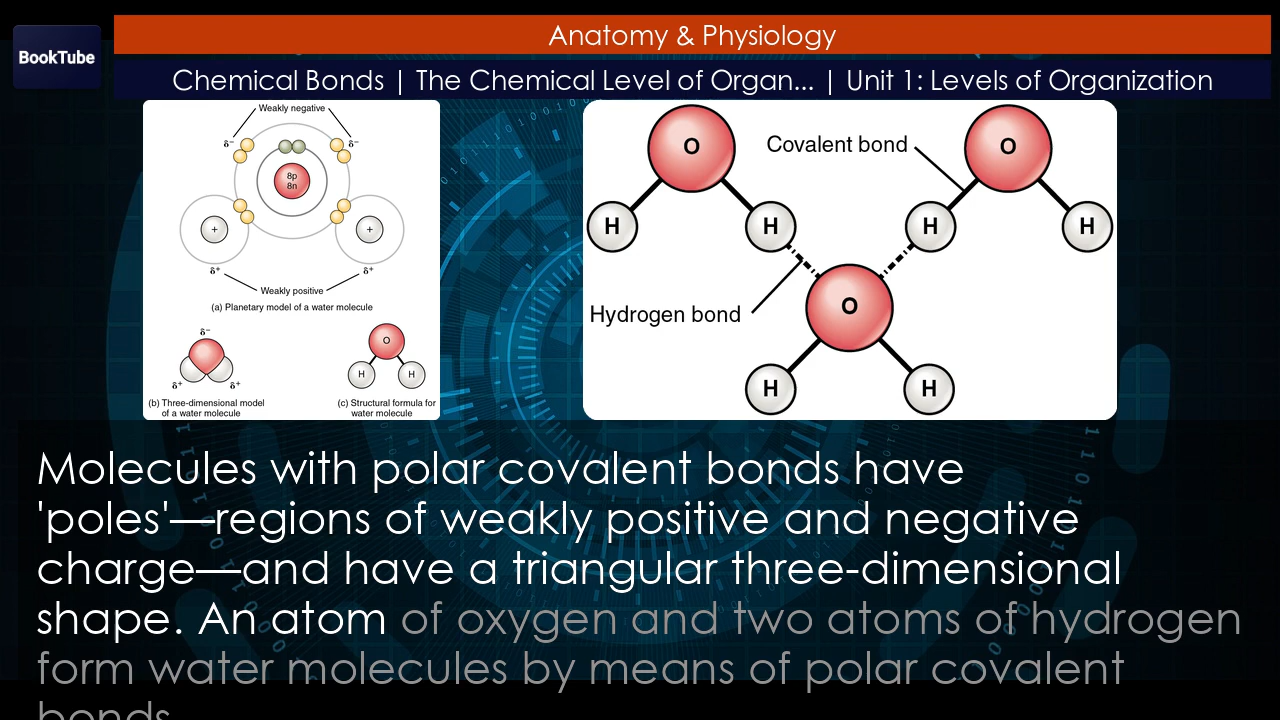 BookTube
Anatomy & Physiology
Chemical Bonds | The Chemical Level of Organ... | Unit 1: Levels of Organization
Weakly negative
δ⁻ δ⁻
8p
8n
+ +
δ⁺ δ⁺
Weakly positive
(a) Planetary model of a water molecule
δ⁻
δ⁺ δ⁺
(b) Three-dimensional model
of a water molecule
O
H H
(c) Structural formula for
water molecule
O Covalent bond O
H H H H
Hydrogen bond O
H H
Molecules with polar covalent bonds have
'poles'—regions of weakly positive and negative
charge—and have a triangular three-dimensional
shape. An atom of oxygen and two atoms of hydrogen
form water molecules by means of polar covalent
bonds